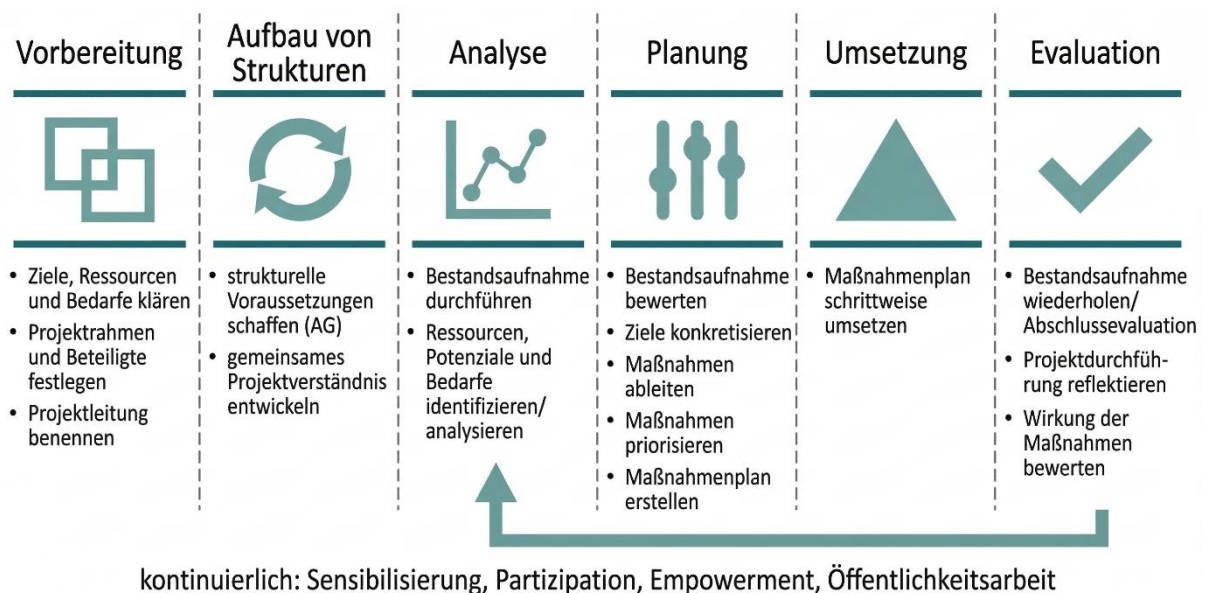 Vorbereitung
Aufbau von
Strukturen
Analyse
Planung
Umsetzung
Evaluation
• Ziele, Ressourcen
und Bedarfe klären
• Projektrahmen
und Beteiligte
festlegen
• Projektleitung
benennen
• strukturelle
Voraussetzungen
schaffen (AG)
• gemeinsames
Projektverständnis
entwickeln
• Bestandsaufnahme
durchführen
• Ressourcen,
Potenziale und
Bedarfe
identifizieren/
analysieren
• Bestandsaufnahme
bewerten
• Ziele konkretisieren
• Maßnahmen
ableiten
• Maßnahmen
priorisieren
• Maßnahmenplan
erstellen
• Maßnahmenplan
schrittweise
umsetzen
• Bestandsaufnahme
wiederholen/
Abschlussevaluation
• Projektdurchfüh-
rung reflektieren
• Wirkung der
Maßnahmen
bewerten
kontinuierlich: Sensibilisierung, Partizipation, Empowerment, Öffentlichkeitsarbeit